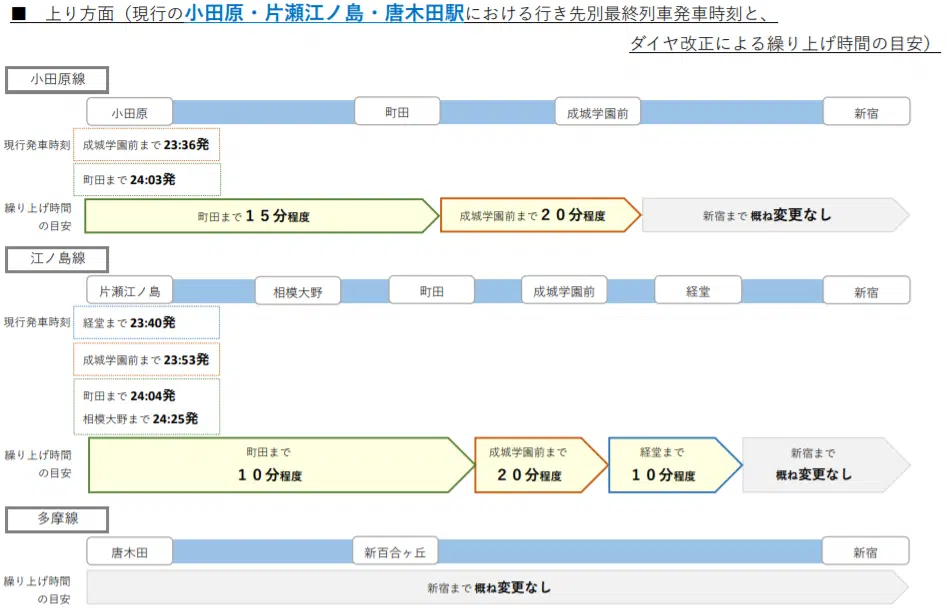 ■ 上り方面（現行の小田原・片瀬江ノ島・唐木田駅における行き先別最終列車発車時刻と、
ダイヤ改正による繰り上げ時間の目安）
小田原線
小田原 町田 成城学園前 新宿
現行発車時刻 成城学園前まで 23:36発
町田まで 24:03発
繰り上げ時間
の目安
町田まで １５分程度 成城学園前まで ２０分程度 新宿まで 概ね変更なし
江ノ島線
片瀬江ノ島 相模大野 町田 成城学園前 経堂 新宿
現行発車時刻 経堂まで 23:40発
成城学園前まで 23:53発
町田まで 24:04発
相模大野まで 24:25発
繰り上げ時間
の目安
町田まで
１０分程度
成城学園前まで
２０分程度
経堂まで
１０分程度
新宿まで
概ね変更なし
多摩線
唐木田 新百合ヶ丘 新宿
繰り上げ時間
の目安
新宿まで 概ね変更なし